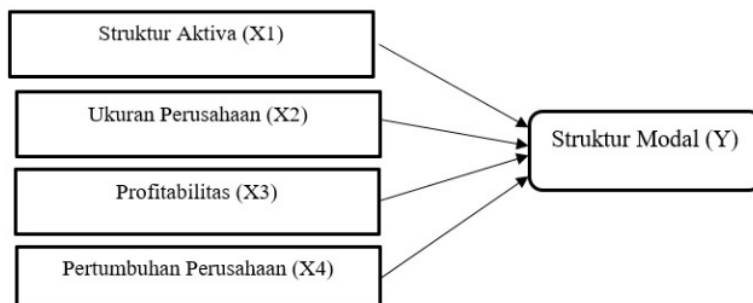 Struktur Aktiva (X1)
Ukuran Perusahaan (X2)
Profitabilitas (X3)
Pertumbuhan Perusahaan (X4)
Struktur Modal (Y)